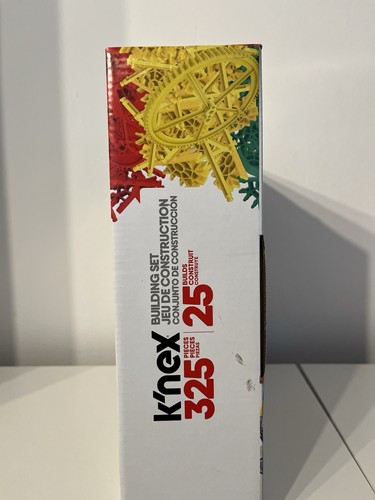 k'nex
BUILDING SET
JEU DE CONSTRUCTION
CONJUNTO DE CONSTRUCCIÓN
325
PIECES
PIÈCES
PIEZAS
25
BUILDS
CONSTRUIT
CONSTRUYE